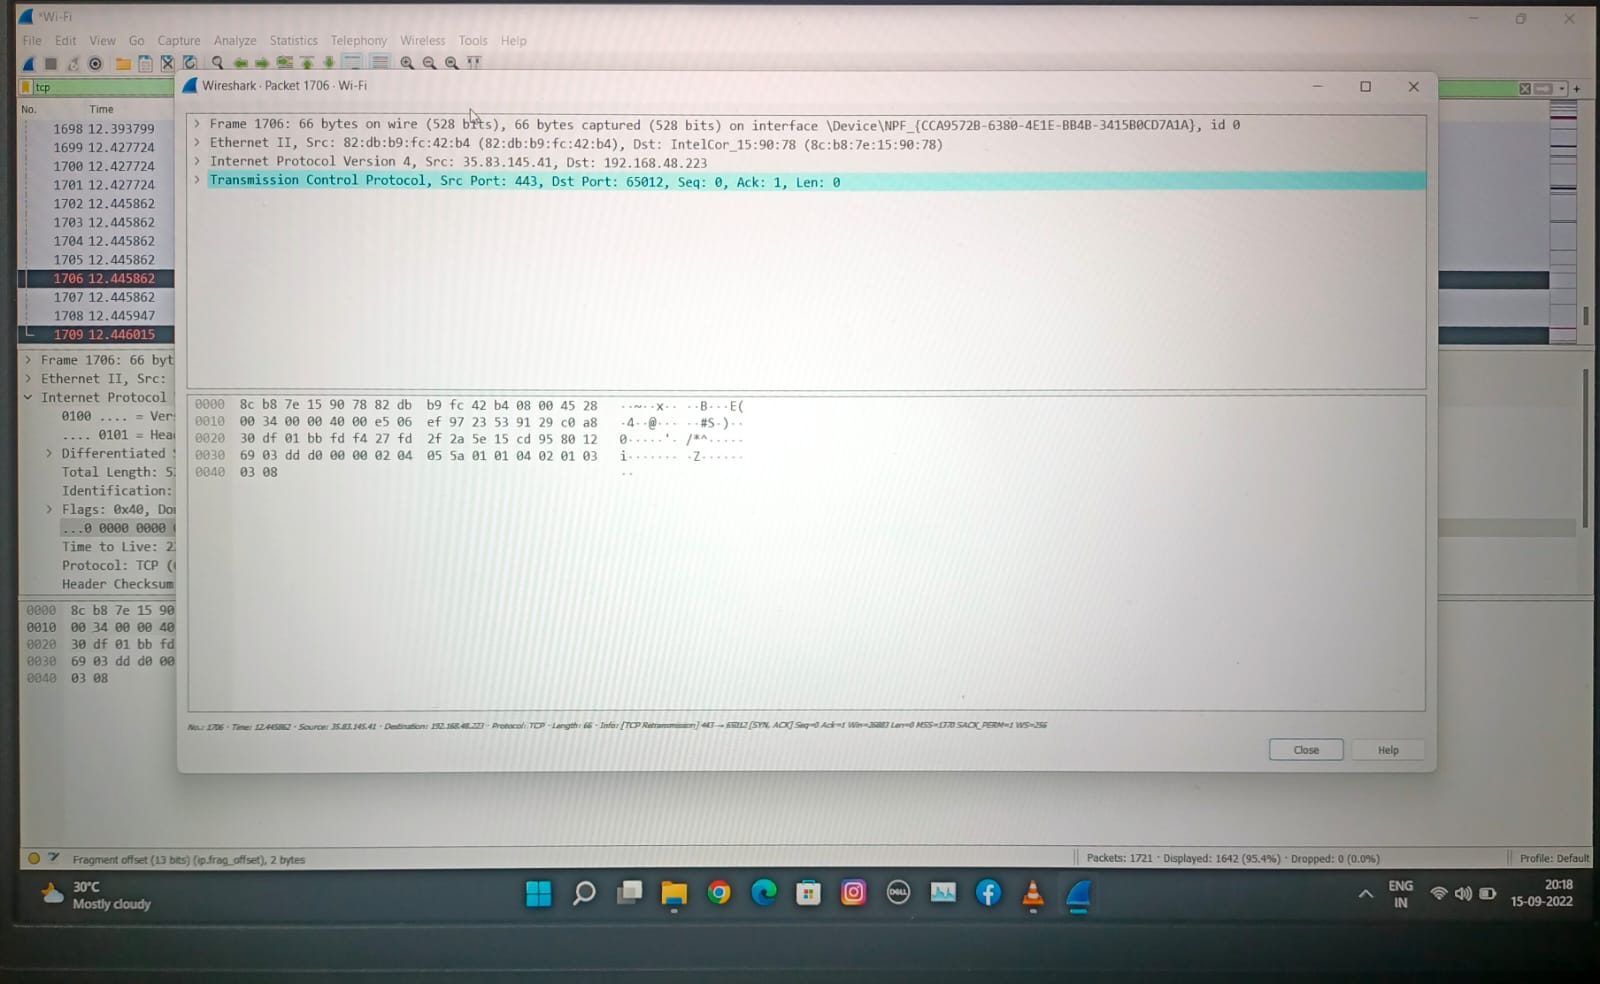 *Wi-Fi
File Edit View Go Capture Analyze Statistics Telephony Wireless Tools Help
tcp
No. Time
1698 12.393799
1699 12.427724
1700 12.427724
1701 12.427724
1702 12.445862
1703 12.445862
1704 12.445862
1705 12.445862
1706 12.445862
1707 12.445862
1708 12.445947
1709 12.446015
Frame 1706: 66 byt
Ethernet II, Src:
Internet Protocol
0100 .... = Ver
.... 0101 = Hea
Differentiated
Total Length: 5
Identification:
Flags: 0x40, Do
...0 0000 0000
Time to Live: 2
Protocol: TCP (
Header Checksum
0000 8c b8 7e 15 90
0010 00 34 00 00 40
0020 30 df 01 bb fd
0030 69 03 dd d0 00
0040 03 08
Wireshark · Packet 1706 · Wi-Fi
Frame 1706: 66 bytes on wire (528 bits), 66 bytes captured (528 bits) on interface \Device\NPF_{CCA9572B-6380-4E1E-BB4B-3415B0CD7A1A}, id 0
Ethernet II, Src: 82:db:b9:fc:42:b4 (82:db:b9:fc:42:b4), Dst: IntelCor_15:90:78 (8c:b8:7e:15:90:78)
Internet Protocol Version 4, Src: 35.83.145.41, Dst: 192.168.48.223
Transmission Control Protocol, Src Port: 443, Dst Port: 65012, Seq: 0, Ack: 1, Len: 0
0000 8c b8 7e 15 90 78 82 db b9 fc 42 b4 08 00 45 28 ··~··x·· ··B···E(
0010 00 34 00 00 40 00 e5 06 ef 97 23 53 91 29 c0 a8 ·4··@··· ··#S·)··
0020 30 df 01 bb fd f4 27 fd 2f 2a 5e 15 cd 95 80 12 0·····'· /*^·····
0030 69 03 dd d0 00 00 02 04 05 5a 01 01 04 02 01 03 i······· ·Z······
0040 03 08 ··
No.: 1706 · Time: 12.445862 · Source: 35.83.145.41 · Destination: 192.168.48.223 · Protocol: TCP · Length: 66 · Info: [TCP Retransmission] 443 → 65012 [SYN, ACK] Seq=0 Ack=1 Win=26883 Len=0 MSS=1370 SACK_PERM=1 WS=256
Close Help
Fragment offset (13 bits) (ip.frag_offset), 2 bytes
Packets: 1721 · Displayed: 1642 (95.4%) · Dropped: 0 (0.0%)
Profile: Default
30°C
Mostly cloudy
DELL
ENG
IN
20:18
15-09-2022